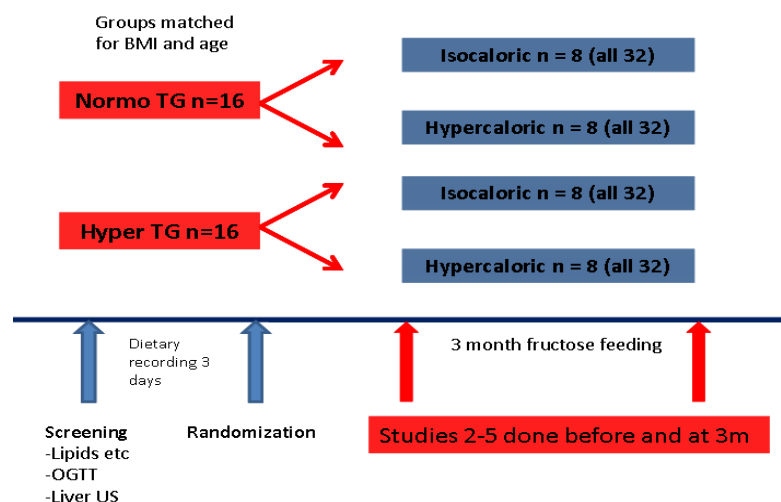 Groups matched
for BMI and age
Normo TG n=16
Isocaloric n = 8 (all 32)
Hypercaloric n = 8 (all 32)
Hyper TG n=16
Isocaloric n = 8 (all 32)
Hypercaloric n = 8 (all 32)
Dietary
recording 3
days
3 month fructose feeding
Screening
-Lipids etc
-OGTT
-Liver US
Randomization
Studies 2-5 done before and at 3m